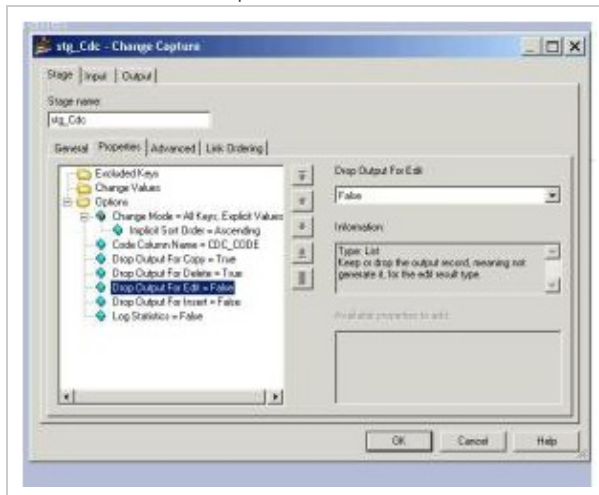 stg_Cdc - Change Capture
Stage Input Output
Stage name:
stg_Cdc
General Properties Advanced Link Ordering
Excluded Keys
Change Values
Options
Change Mode = All Keys, Explicit Values
Implicit Sort Order = Ascending
Code Column Name = CDC_CODE
Drop Output For Copy = True
Drop Output For Delete = True
Drop Output For Edit = False
Drop Output For Insert = False
Log Statistics = False
Drop Output For Edit
False
Information:
Type: List
Keep or drop the output record, meaning not
generate it, for the edit result type.
Available properties to add:
OK Cancel Help